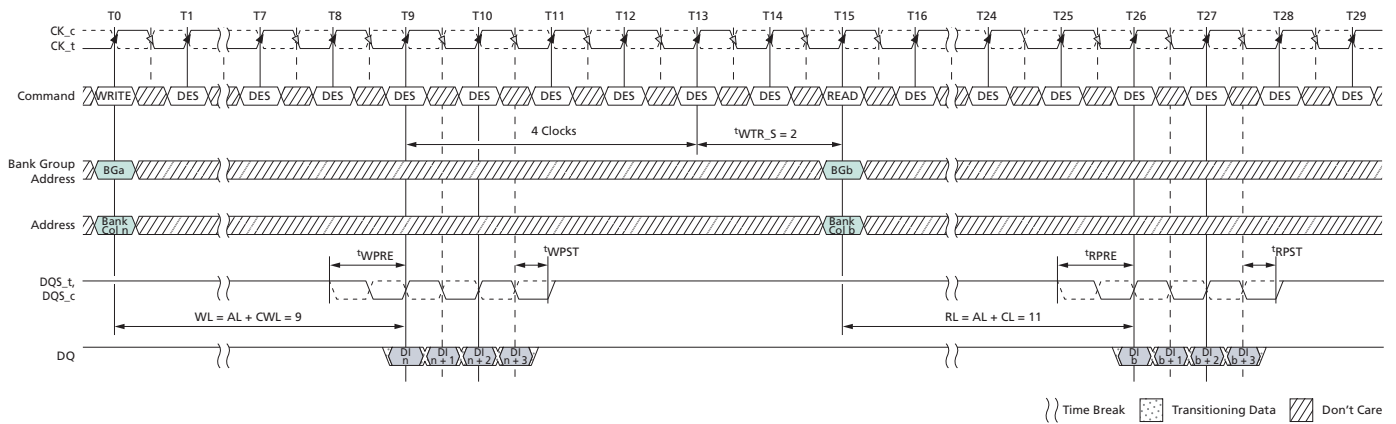 T0 T1 T7 T8 T9 T10 T11 T12 T13 T14 T15 T16 T24 T25 T26 T27 T28 T29
CK_c
CK_t
Command WRITE DES DES DES DES DES DES DES DES DES READ DES DES DES DES DES DES DES
4 Clocks tWTR_S = 2
Bank Group
Address BGa BGb
Address Bank
Col n Bank
Col b
tWPRE tWPST tRPRE tRPST
DQS_t,
DQS_c
WL = AL + CWL = 9 RL = AL + CL = 11
DQ DI
n DI
n + 1 DI
n + 2 DI
n + 3 DI
b DI
b + 1 DI
b + 2 DI
b + 3
Time Break Transitioning Data Don't Care